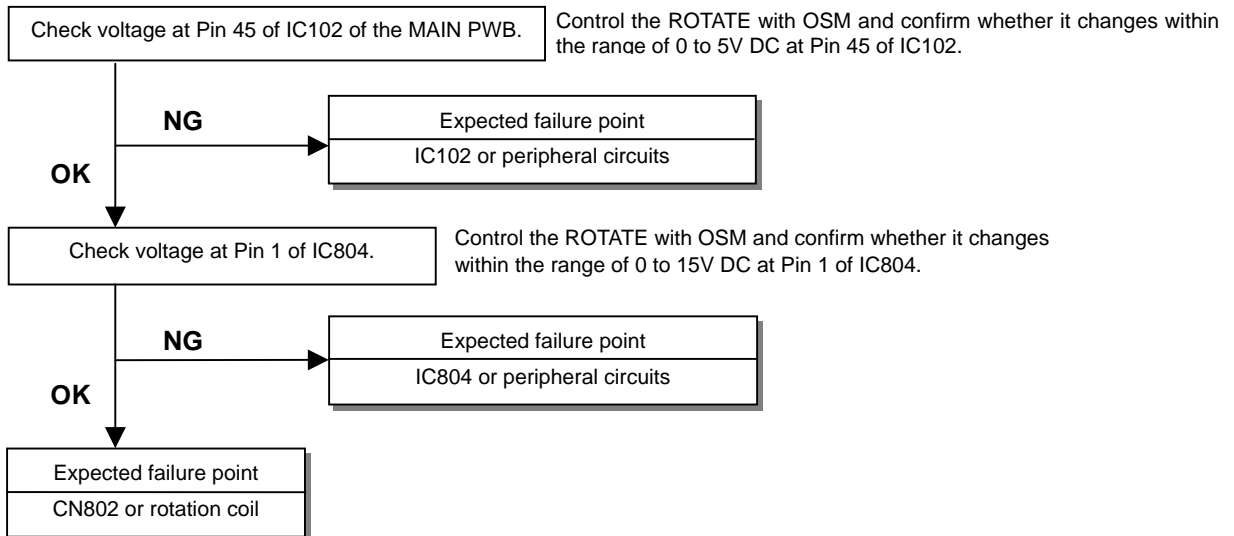 Check voltage at Pin 45 of IC102 of the MAIN PWB.
Control the ROTATE with OSM and confirm whether it changes within
the range of 0 to 5V DC at Pin 45 of IC102.
NG
Expected failure point
IC102 or peripheral circuits
OK
Check voltage at Pin 1 of IC804.
Control the ROTATE with OSM and confirm whether it changes
within the range of 0 to 15V DC at Pin 1 of IC804.
NG
Expected failure point
IC804 or peripheral circuits
OK
Expected failure point
CN802 or rotation coil